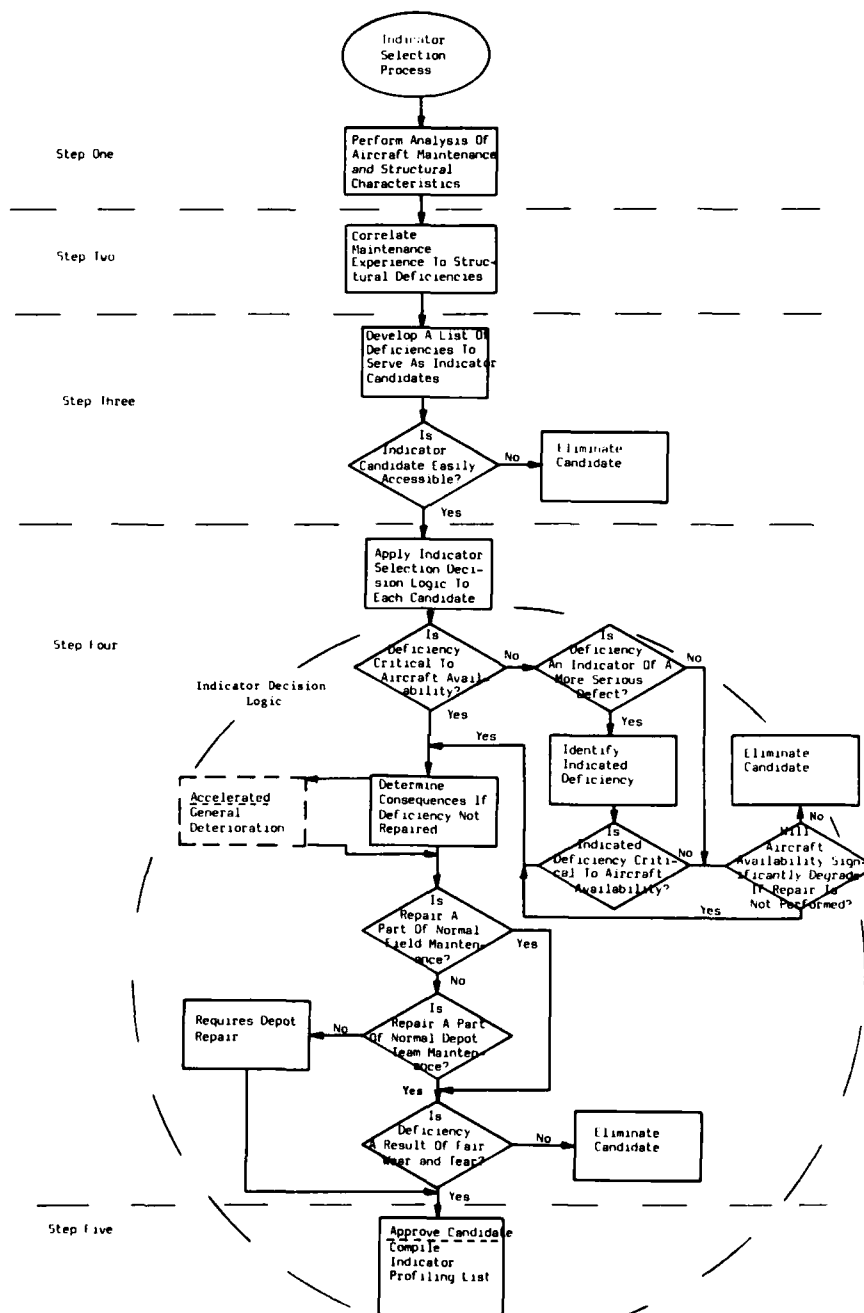 Indicator
Selection
Process
Step One
Perform Analysis Of
Aircraft Maintenance
and Structural
Characteristics
Step Two
Correlate
Maintenance
Experience To Struc-
tural Deficiencies
Step Three
Develop A List Of
Deficiencies To
Serve As Indicator
Candidates
Is
Indicator
Candidate Easily
Accessible?
No
Eliminate
Candidate
Yes
Step Four
Apply Indicator
Selection Deci-
sion Logic To
Each Candidate
Indicator Decision
Logic
Is
Deficiency
Critical To
Aircraft Avail-
ability?
No
Is
Deficiency
An Indicator Of A
More Serious
Defect?
No
Yes
Yes
Yes
Identify
Indicated
Deficiency
Eliminate
Candidate
Accelerated
General
Deterioration
Determine
Consequences If
Deficiency Not
Repaired
Is
Indicated
Deficiency Criti-
cal To Aircraft
Availability?
No
No
Will
Aircraft
Availability Sign-
ificantly Degrade
If Repair Is
Not Performed?
Yes
Is
Repair A
Part Of Normal
Field Mainten-
ance?
Yes
No
Is
Repair A Part
Of Normal Depot
Team Mainten-
ance?
No
Requires Depot
Repair
Yes
Is
Deficiency
A Result Of Fair
Wear and Tear?
No
Eliminate
Candidate
Yes
Step Five
Approve Candidate
Compile
Indicator
Profiling List